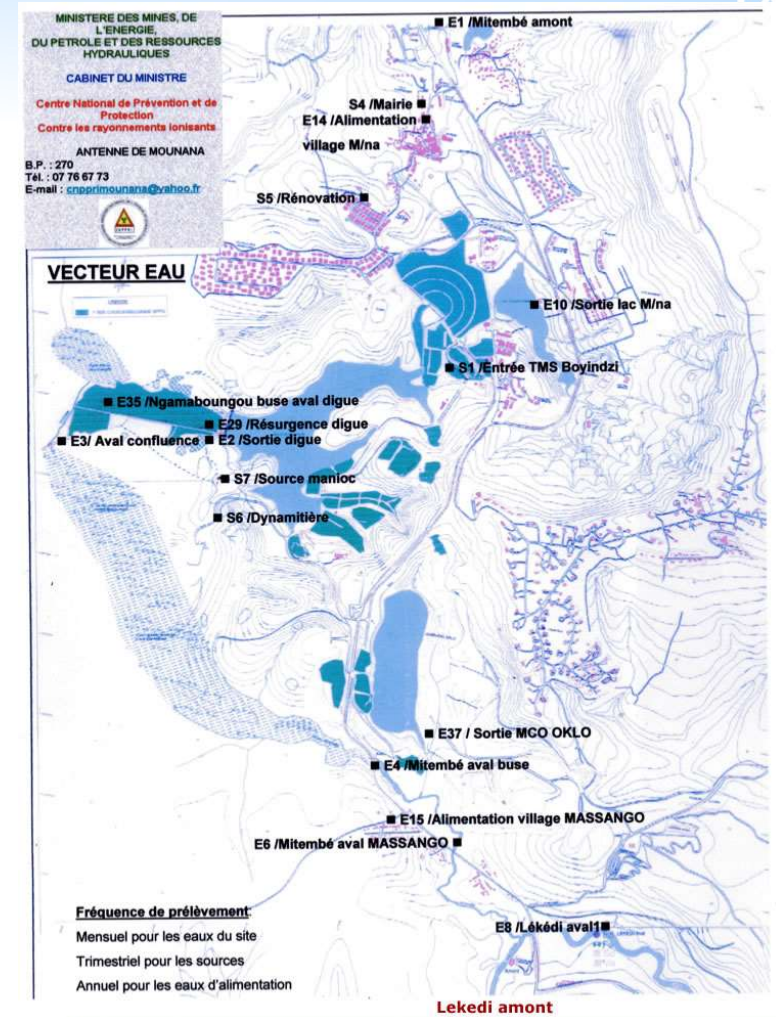 MINISTERE DES MINES, DE
L'ENERGIE,
DU PETROLE ET DES RESSOURCES
HYDRAULIQUES
CABINET DU MINISTRE
Centre National de Prévention et de
Protection
Contre les rayonnements ionisants
ANTENNE DE MOUNANA
B.P. : 270
Tél. : 07 76 67 73
E-mail : cnpprimounana@yahoo.fr
VECTEUR EAU
E1 /Mitembé amont
S4 /Mairie
E14 /Alimentation
village M/na
S5 /Rénovation
E10 /Sortie lac M/na
S1 /Entrée TMS Boyindzi
E35 /Ngamaboungou buse aval digue
E29 /Résurgence digue
E3/ Aval confluence
E2 /Sortie digue
S7 /Source manioc
S6 /Dynamitière
E37 / Sortie MCO OKLO
E4 /Mitembé aval buse
E15 /Alimentation village MASSANGO
E6 /Mitembé aval MASSANGO
E8 /Lékédi aval1
Fréquence de prélèvement:
Mensuel pour les eaux du site
Trimestriel pour les sources
Annuel pour les eaux d'alimentation
Lekedi amont